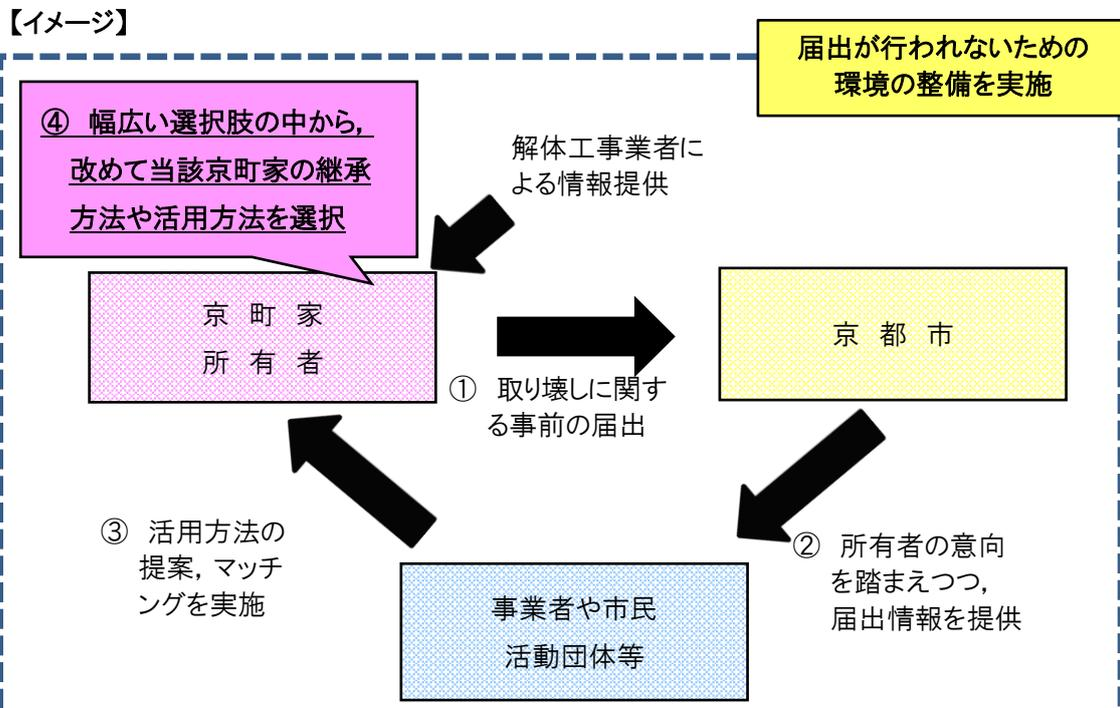 【イメージ】
届出が行われないための
環境の整備を実施
④　幅広い選択肢の中から，
改めて当該京町家の継承
方法や活用方法を選択
解体工事業者に
よる情報提供
京　町　家
所　有　者
京　都　市
①　取り壊しに関す
る事前の届出
③　活用方法の
提案，マッチ
ングを実施
②　所有者の意向
を踏まえつつ，
届出情報を提供
事業者や市民
活動団体等